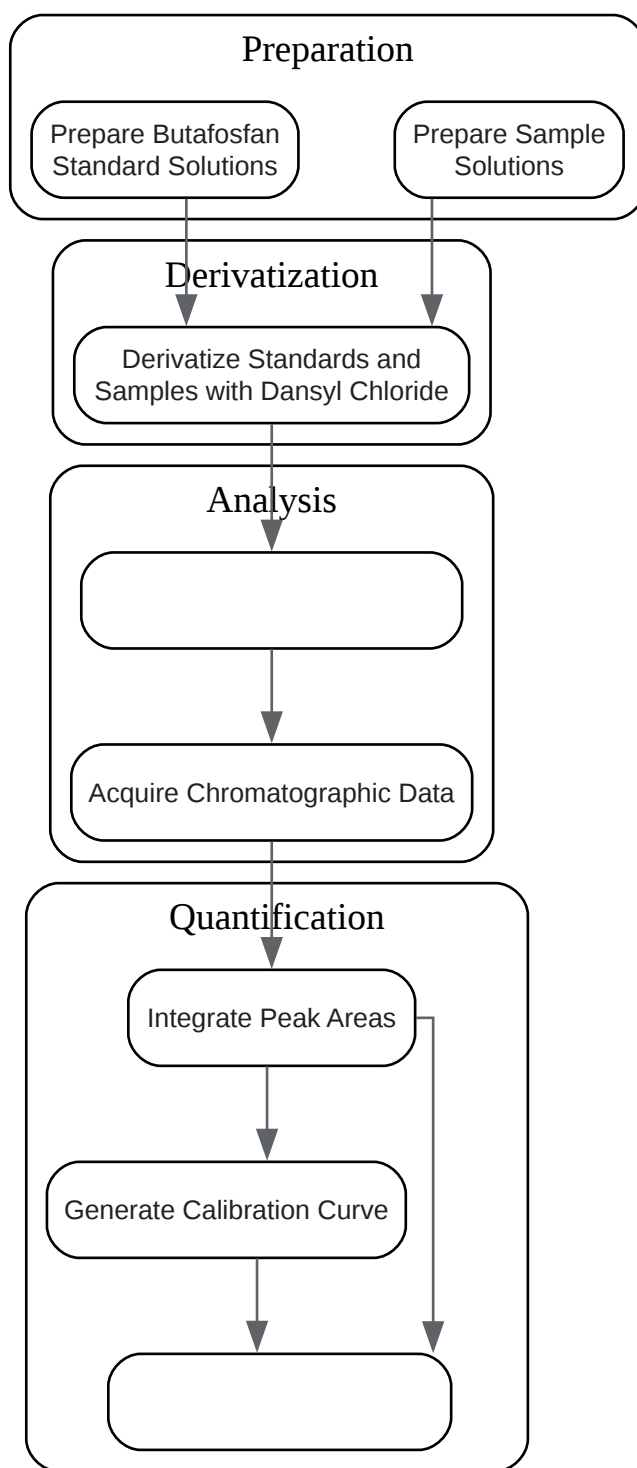 Preparation
Prepare Butafosfan
Standard Solutions
Prepare Sample
Solutions
Derivatization
Derivatize Standards and
Samples with Dansyl Chloride
Analysis
Acquire Chromatographic Data
Quantification
Integrate Peak Areas
Generate Calibration Curve